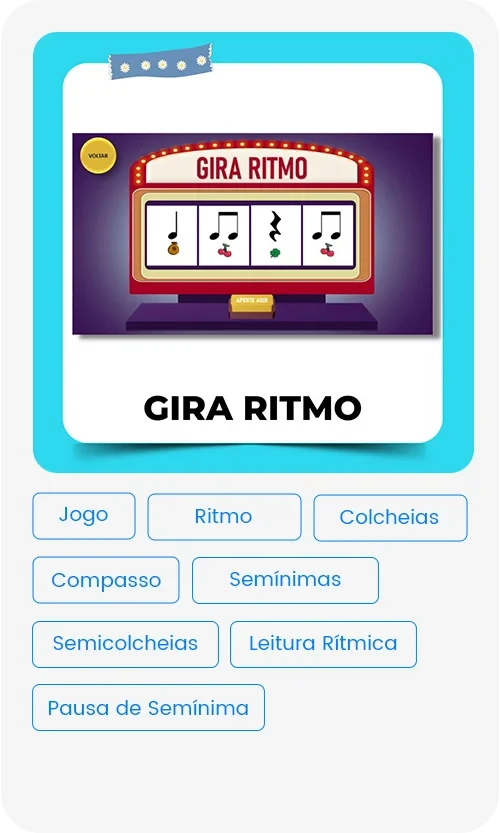 VOLTAR
GIRA RITMO
APERTE AQUI
GIRA RITMO
Jogo
Ritmo
Colcheias
Compasso
Semínimas
Semicolcheias
Leitura Rítmica
Pausa de Semínima